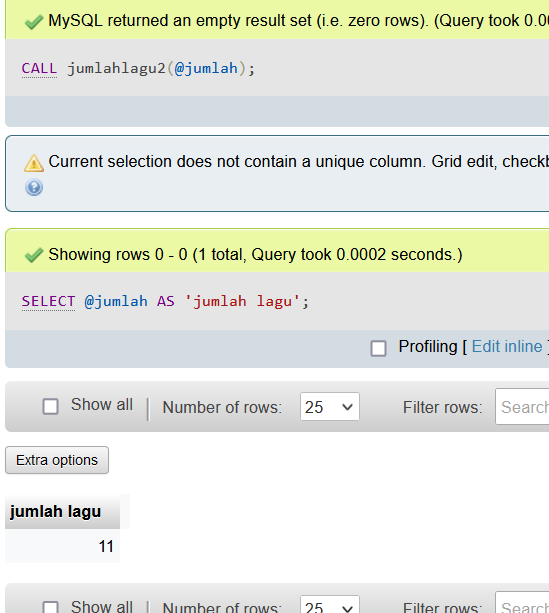 MySQL returned an empty result set (i.e. zero rows). (Query took 0.00
CALL jumlahlagu2(@jumlah);
Current selection does not contain a unique column. Grid edit, checkb
Showing rows 0 - 0 (1 total, Query took 0.0002 seconds.)
SELECT @jumlah AS 'jumlah lagu';
Profiling [ Edit inline ]
Show all | Number of rows: 25 Filter rows: Search
Extra options
jumlah lagu
11
Show all | Number of rows: 25 Filter rows: Search